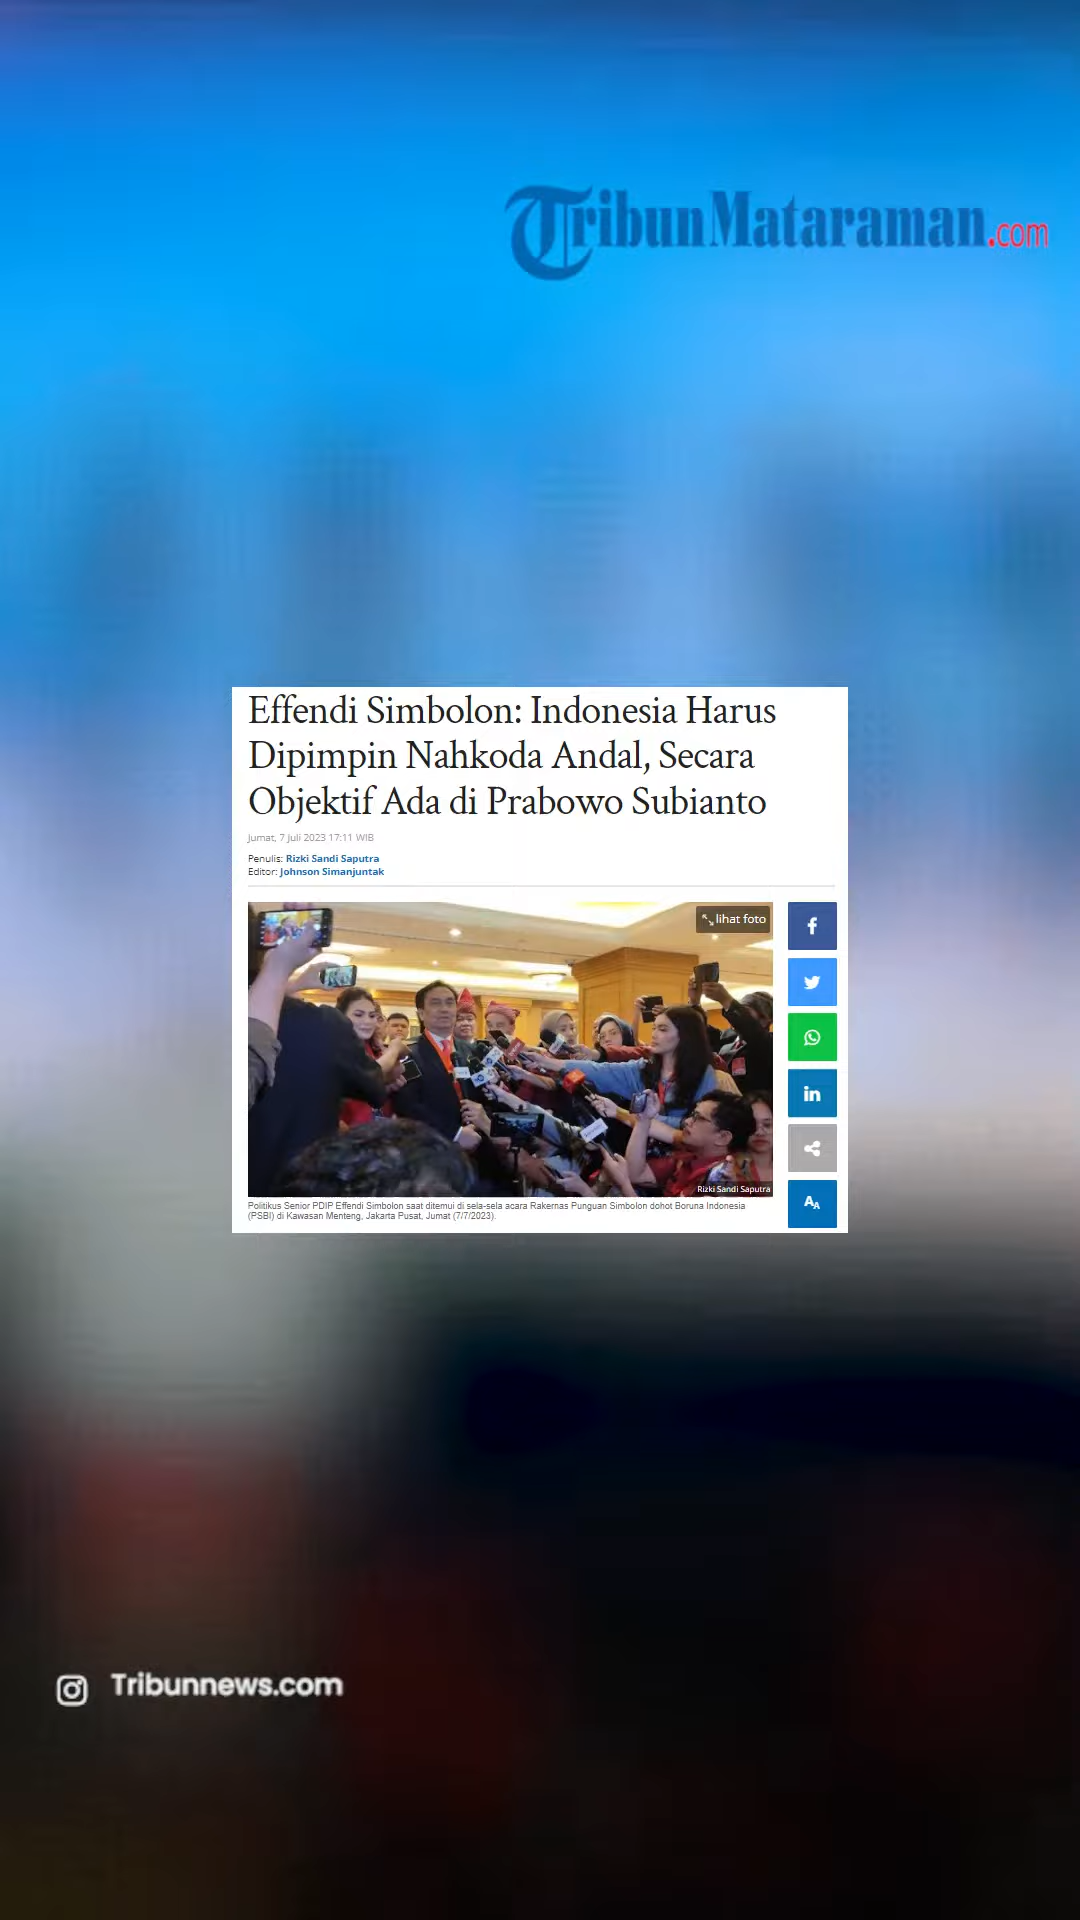 TribunMataraman.com
Effendi Simbolon: Indonesia Harus
Dipimpin Nahkoda Andal, Secara
Objektif Ada di Prabowo Subianto
Jumat, 7 Juli 2023 17:11 WIB
Penulis: Rizki Sandi Saputra
Editor: Johnson Simanjuntak
lihat foto
Rizki Sandi Saputra
Politikus Senior PDIP Effendi Simbolon saat ditemui di sela-sela acara Rakernas Punguan Simbolon dohot Boruna Indonesia
(PSBI) di Kawasan Menteng, Jakarta Pusat, Jumat (7/7/2023).
AA
Tribunnews.com